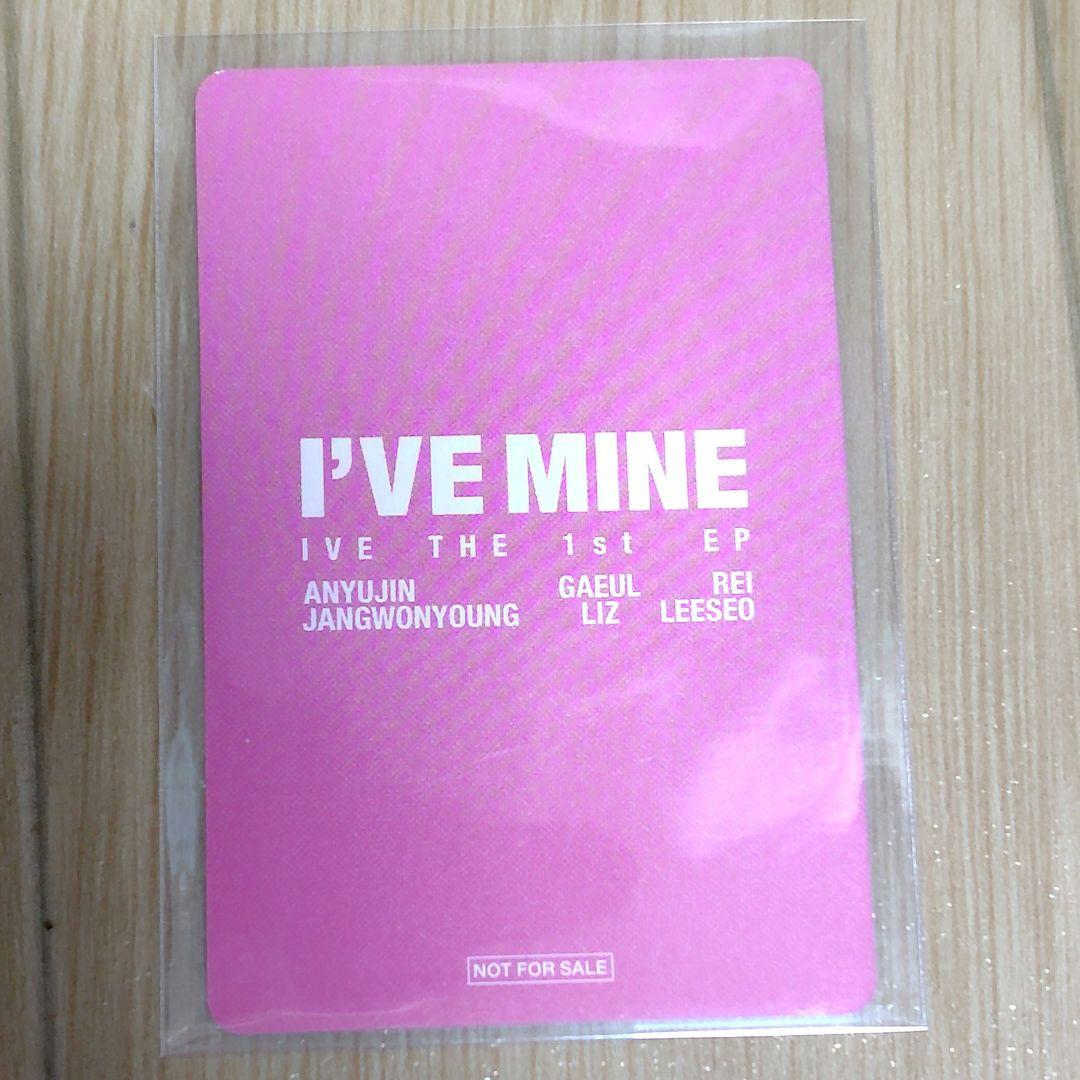 I'VE MINE
IVE THE 1st EP
ANYUJIN GAEUL REI
JANGWONYOUNG LIZ LEESEO
NOT FOR SALE